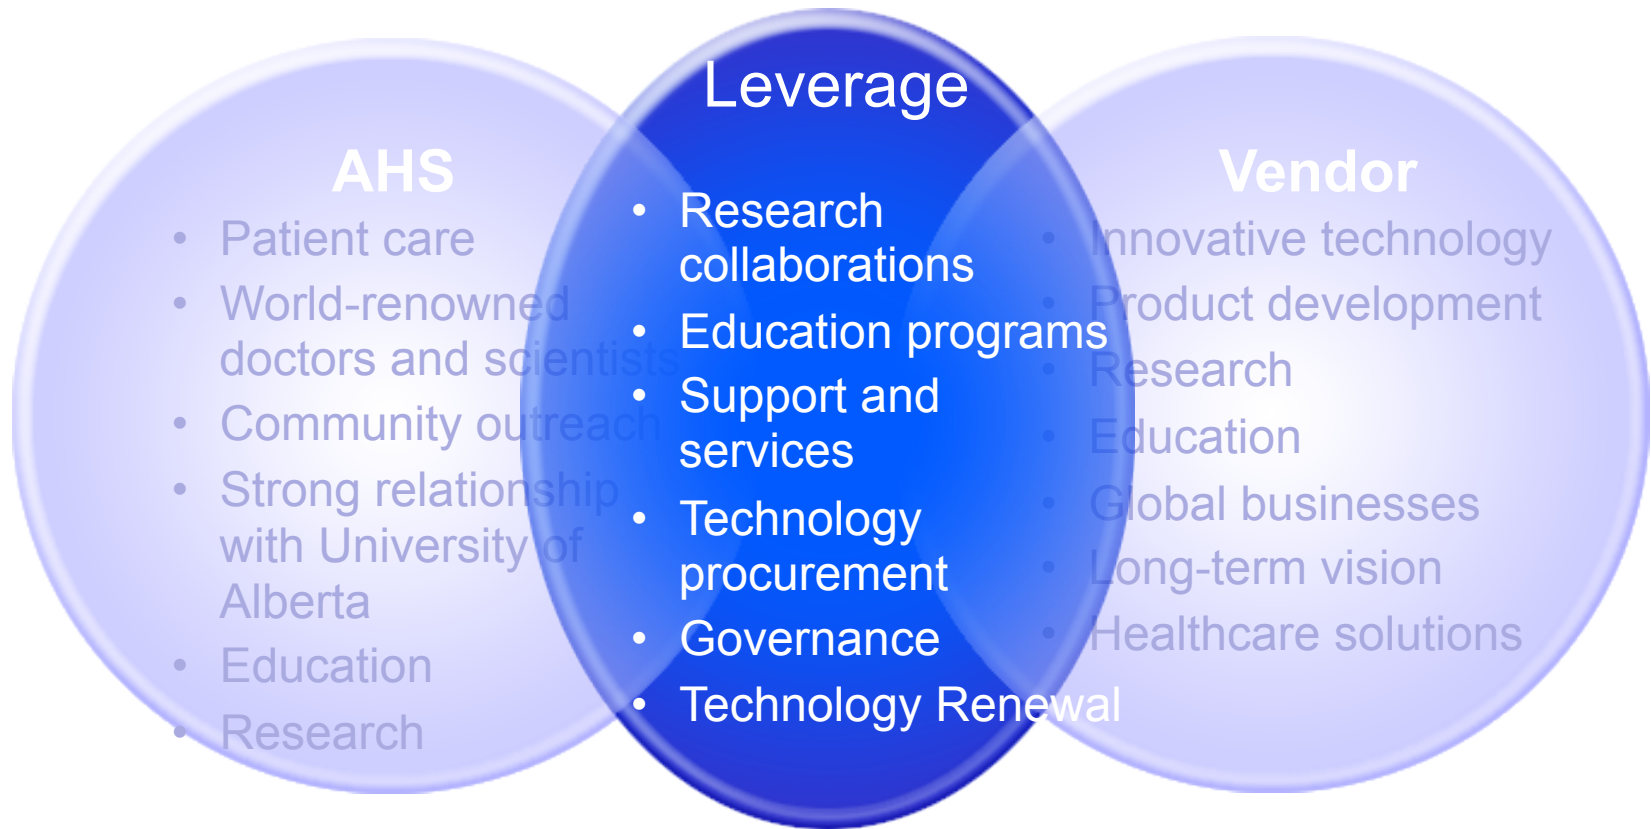 Leverage
AHS
• Patient care
• World-renowned
doctors and scientists
• Community outreach
• Strong relationship
with University of
Alberta
• Education
• Research
• Research
collaborations
• Education programs
• Support and
services
• Technology
procurement
• Governance
• Technology Renewal
Vendor
• Innovative technology
• Product development
• Research
• Education
• Global businesses
• Long-term vision
• Healthcare solutions